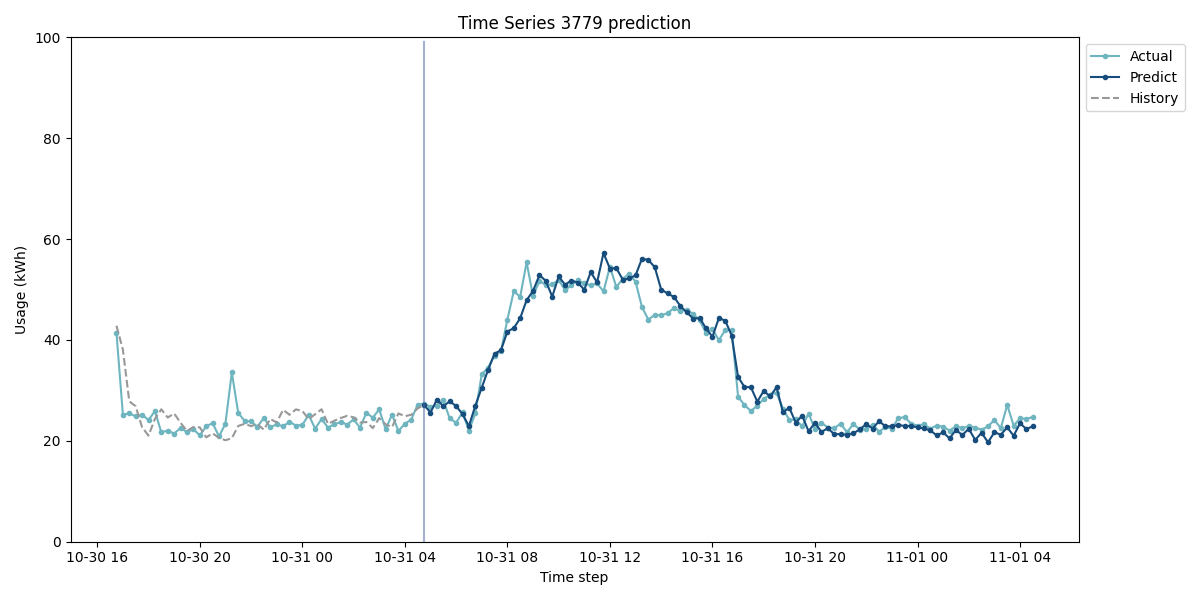 Time Series 3779 prediction
100
80
60
40
20
0
Usage (kWh)
10-30 16
10-30 20
10-31 00
10-31 04
10-31 08
10-31 12
10-31 16
10-31 20
11-01 00
11-01 04
Time step
Actual
Predict
History